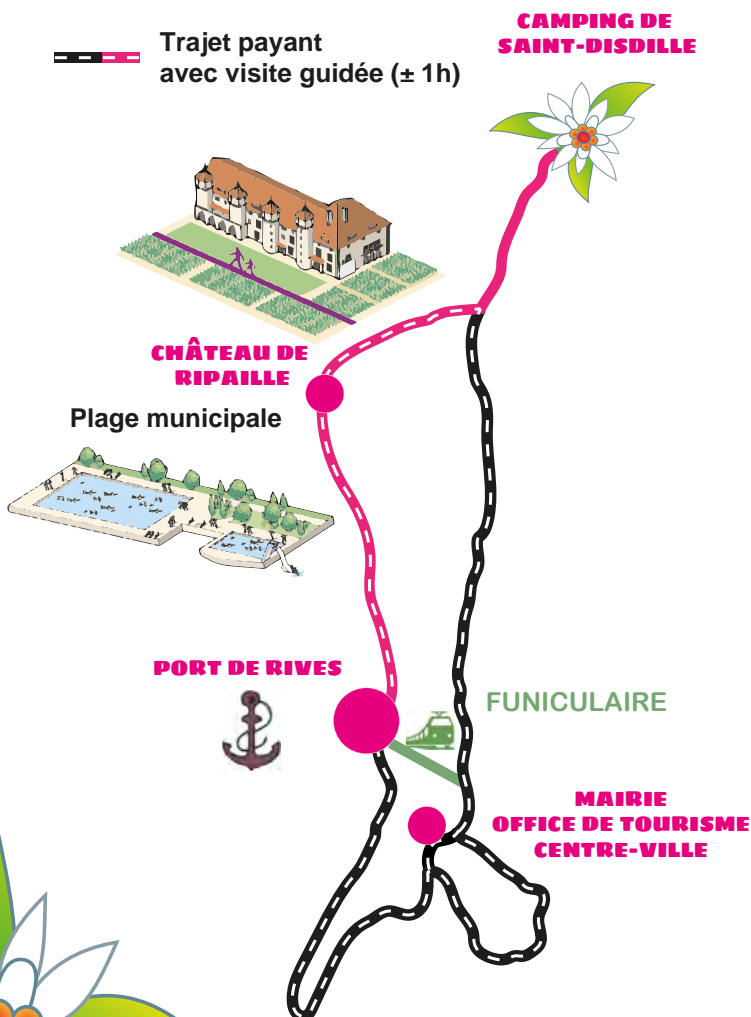 CAMPING DE
SAINT-DISDILLE
Trajet payant
avec visite guidée (± 1h)
CHÂTEAU DE
RIPAILLE
Plage municipale
PORT DE RIVES
FUNICULAIRE
MAIRIE
OFFICE DE TOURISME
CENTRE-VILLE